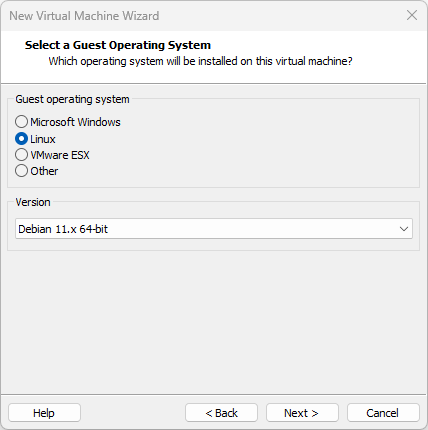 New Virtual Machine Wizard
Select a Guest Operating System
Which operating system will be installed on this virtual machine?
Guest operating system
Microsoft Windows
Linux
VMware ESX
Other
Version
Debian 11.x 64-bit
Help
< Back
Next >
Cancel